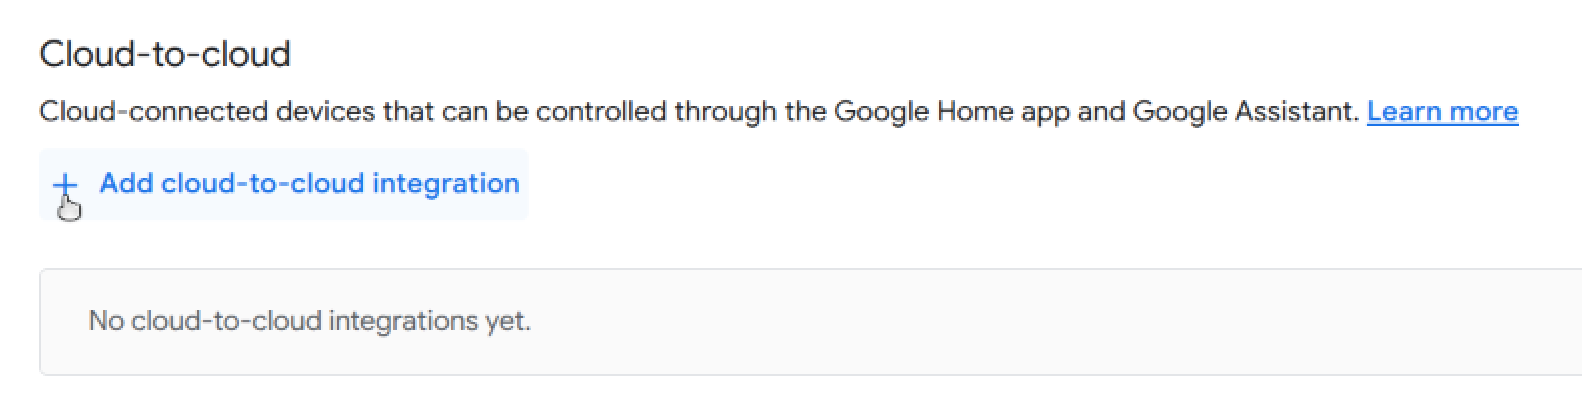 Cloud-to-cloud
Cloud-connected devices that can be controlled through the Google Home app and Google Assistant. Learn more
+ Add cloud-to-cloud integration
No cloud-to-cloud integrations yet.